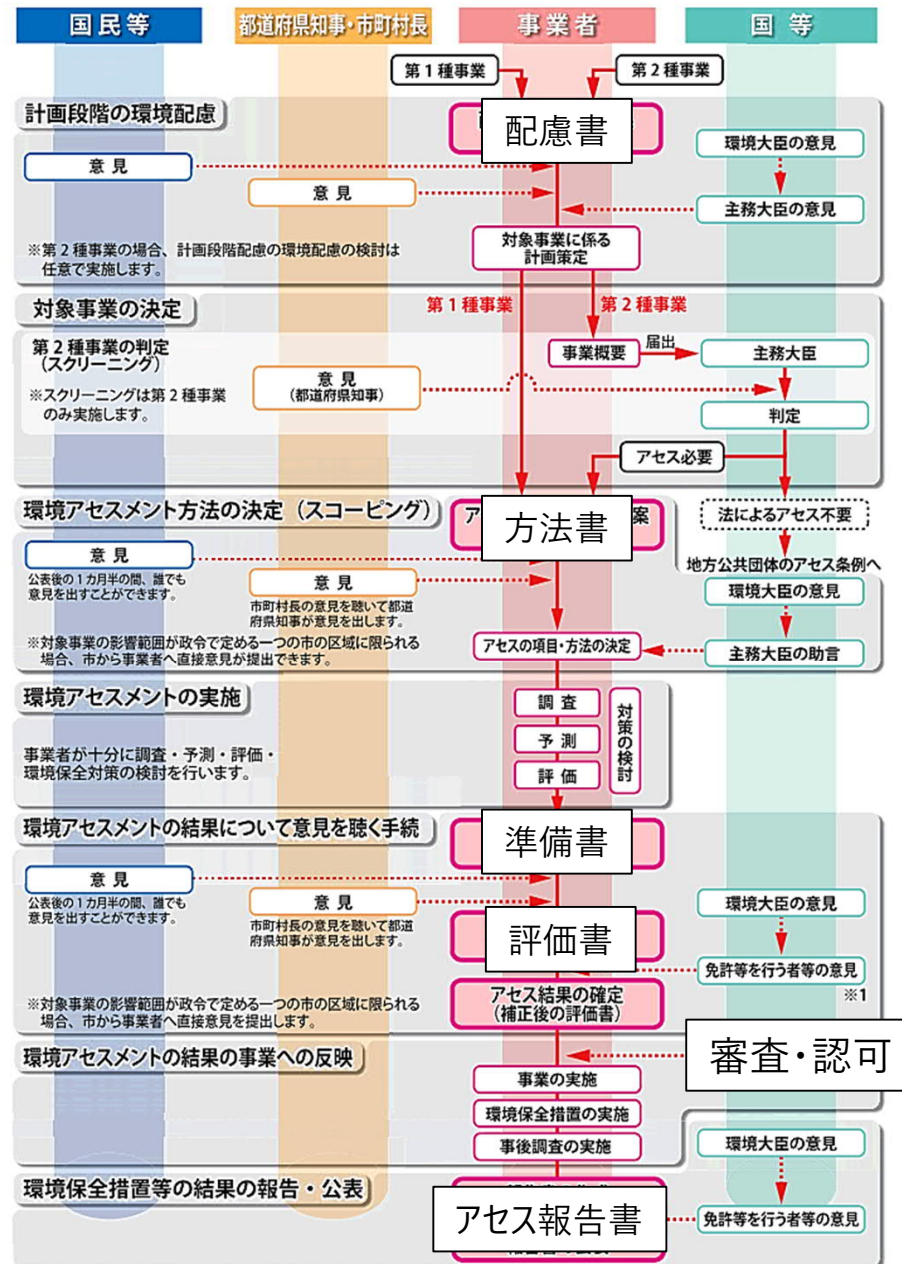 国民等
都道府県知事・市町村長
事業者
国 等
第1種事業
第2種事業
計画段階の環境配慮
配慮書
意 見
意 見
環境大臣の意見
主務大臣の意見
※第2種事業の場合、計画段階配慮の環境配慮の検討は
任意で実施します。
対象事業に係る
計画策定
対象事業の決定
第1種事業
第2種事業
第2種事業の判定
(スクリーニング)
※スクリーニングは第2種事業
のみ実施します。
意 見
(都道府県知事)
事業概要
届出
主務大臣
判定
アセス必要
環境アセスメント方法の決定(スコーピング)
ア
方法書
案
法によるアセス不要
地方公共団体のアセス条例へ
意 見
公表後の1カ月半の間、誰でも
意見を出すことができます。
意 見
市町村長の意見を聴いて都道
府県知事が意見を出します。
環境大臣の意見
※対象事業の影響範囲が政令で定める一つの市の区域に限られる
場合、市から事業者へ直接意見が提出できます。
アセスの項目・方法の決定
主務大臣の助言
環境アセスメントの実施
調 査
予 測
評 価
対策の検討
事業者が十分に調査・予測・評価・
環境保全対策の検討を行います。
環境アセスメントの結果について意見を聴く手続
準備書
意 見
公表後の1カ月半の間、誰でも
意見を出すことができます。
意 見
市町村長の意見を聴いて都道
府県知事が意見を出します。
評価書
環境大臣の意見
免許等を行う者等の意見
※1
※対象事業の影響範囲が政令で定める一つの市の区域に限られる
場合、市から事業者へ直接意見を提出します。
アセス結果の確定
(補正後の評価書)
環境アセスメントの結果の事業への反映
審査・認可
事業の実施
環境保全措置の実施
事後調査の実施
環境大臣の意見
環境保全措置等の結果の報告・公表
アセス報告書
免許等を行う者等の意見